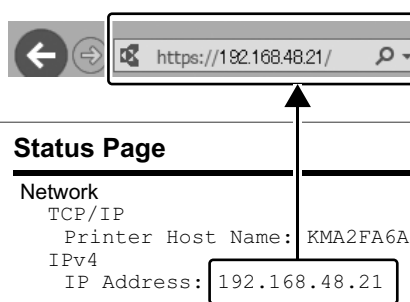 https://192.168.48.21/
Status Page
Network
TCP/IP
Printer Host Name: KMA2FA6A
IPv4
IP Address: 192.168.48.21